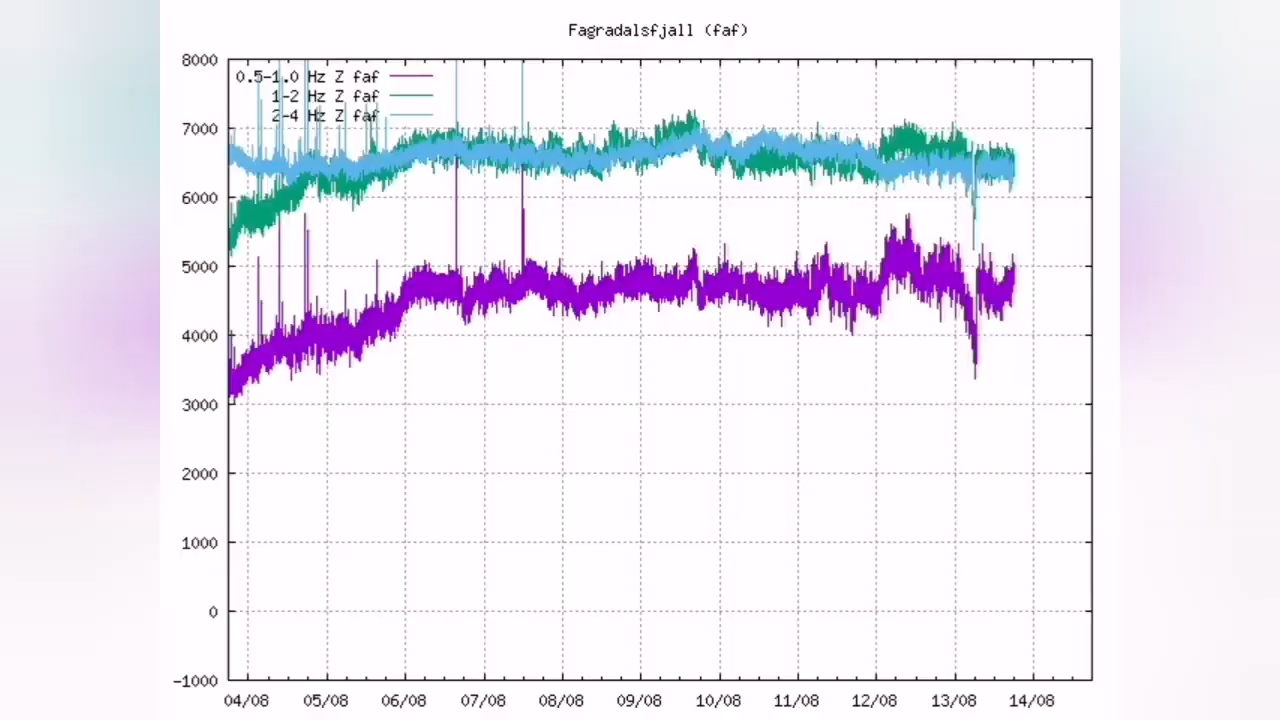 Fagradalsfjall (faf)
8000
0.5-1.0 Hz Z faf
1-2 Hz Z faf
2-4 Hz Z faf
7000
6000
5000
4000
3000
2000
1000
0
-1000
04/08 05/08 06/08 07/08 08/08 09/08 10/08 11/08 12/08 13/08 14/08